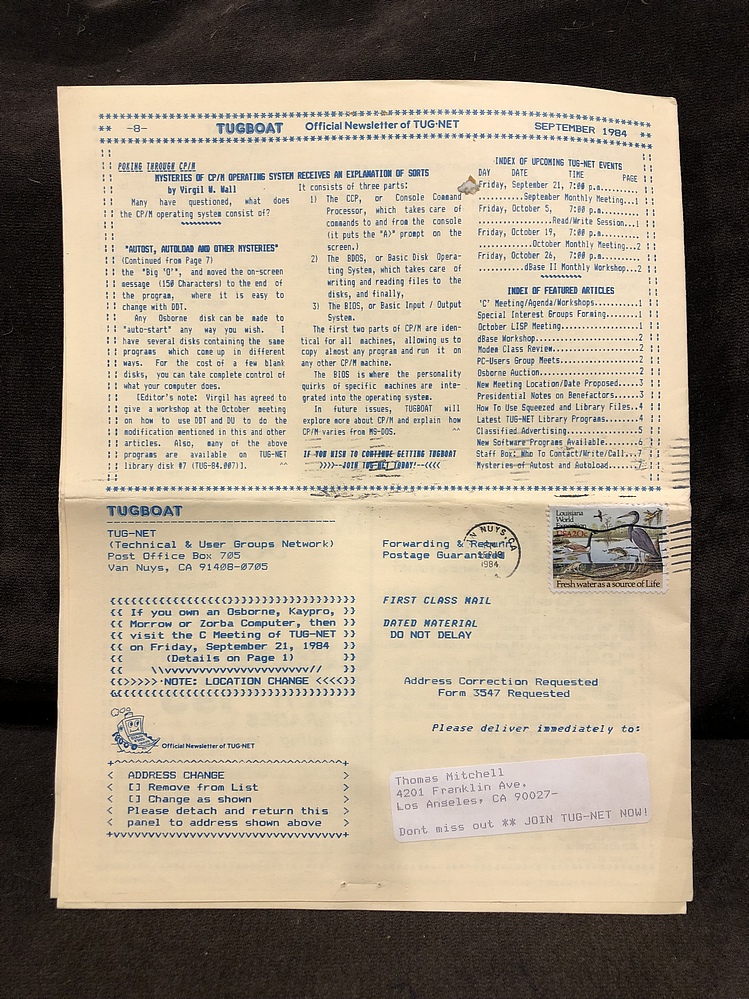 -8-
TUGBOAT Official Newsletter of TUG·NET SEPTEMBER 1984
POKING THROUGH CP/M
MYSTERIES OF CP/M OPERATING SYSTEM RECEIVES AN EXPLANATION OF SORTS
by Virgil M. Wall
Many have questioned, what does
the CP/M operating system consist of?
"AUTOST, AUTOLOAD AND OTHER MYSTERIES"
(Continued from Page 7)
the "Big 'O'", and moved the on-screen
message (150 Characters) to the end of
the program, where it is easy to
change with DDT.
Any Osborne disk can be made to
"auto-start" any way you wish. I
have several disks containing the same
programs which come up in different
ways. For the cost of a few blank
disks, you can take complete control of
what your computer does.
[Editor's note: Virgil has agreed to
give a workshop at the October meeting
on how to use DDT and DU to do the
modification mentioned in this and other
articles. Also, many of the above
programs are available on TUG-NET
library disk #7 (TUG-B4.007)]. ^^
It consists of three parts:
1) The CCP, or Console Command
Processor, which takes care of
commands to and from the console
(it puts the "A) prompt on the
screen.)
2) The BDOS, or Basic Disk Opera-
ting System, which takes care of
writing and reading files to the
disks, and finally,
3) The BIOS, or Basic Input / Output
System.
The first two parts of CP/M are iden-
tical for all machines, allowing us to
copy almost any program and run it on
any other CP/M machine.
The BIOS is where the personality
quirks of specific machines are inte-
grated into the operating system.
In future issues, TUGBOAT will
explore more about CP/M and explain how
CP/M varies from MS-DOS. ^^
IF YOU WISH TO CONTINUE GETTING TUGBOAT
>>>>--JOIN TUG-NET TODAY!--<<<<
INDEX OF UPCOMING TUG-NET EVENTS
DAY DATE TIME PAGE
Friday, September 21, 7:00 p.m.........
..........September Monthly Meeting...1
Friday, October 5, 7:00 p.m..........
................Read/Write Session...1
Friday, October 19, 7:00 p.m..........
............October Monthly Meeting...2
Friday, October 26, 7:00 p.m..........
..........dBase II Monthly Workshop...2
INDEX OF FEATURED ARTICLES
'C' Meeting/Agenda/Workshops..........1
Special Interest Groups Forming.......1
October LISP Meeting..................1
dBase Workshop........................2
Modem Class Review....................2
PC-Users Group Meets..................2
Osborne Auction.......................2
New Meeting Location/Date Proposed....3
Presidential Notes on Benefactors.....3
How To Use Squeezed and Library Files..4
Latest TUG-NET Library Programs.......4
Classified Advertising................5
New Software Programs Available.......6
Staff Box: Who To Contact/Write/Call..7
Mysteries of Autost and Autoload......7
TUGBOAT
TUG-NET
(Technical & User Groups Network)
Post Office Box 705
Van Nuys, CA 91408-0705
Forwarding & Return
Postage Guaranteed
VAN NUYS, CA
1984
Louisiana
World
Exposition
USA 20c
Fresh water as a source of Life
FIRST CLASS MAIL
DATED MATERIAL
DO NOT DELAY
{{{{{{{{{{{{{{{{{}}}}}}}}}}}}}}}}}
{{ If you own an Osborne, Kaypro, }}
{{ Morrow or Zorba Computer, then }}
{{ visit the C Meeting of TUG-NET }}
{{ on Friday, September 21, 1984 }}
{{ (Details on Page 1) }}
{{ \\vvvvvvvvvvvvvvvvvvvv// }}
{{>>>>>·NOTE: LOCATION CHANGE <<<<}}
Address Correction Requested
Form 3547 Requested
Please deliver immediately to:
Official Newsletter of TUG·NET
< ADDRESS CHANGE >
< [] Remove from List >
< [] Change as shown >
< Please detach and return this >
< panel to address shown above >
Thomas Mitchell
4201 Franklin Ave.
Los Anseles, CA 90027-
Dont miss out ** JOIN TUG-NET NOW!